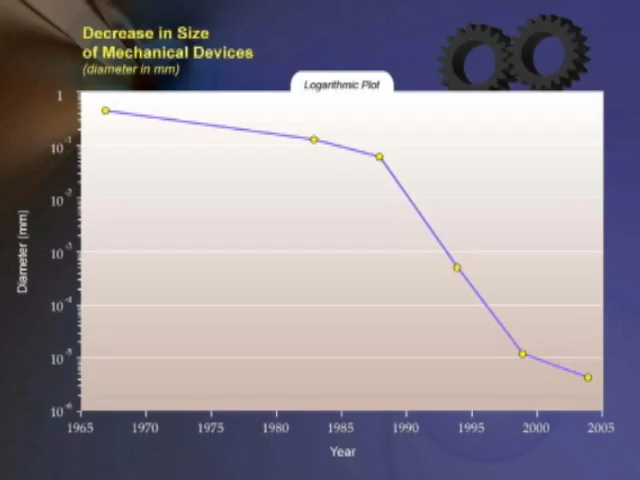 Decrease in Size
of Mechanical Devices
(diameter in mm)
Logarithmic Plot
1
10⁻¹
10⁻²
10⁻³
10⁻⁴
10⁻⁵
10⁻⁶
Diameter (mm)
1965 1970 1975 1980 1985 1990 1995 2000 2005
Year